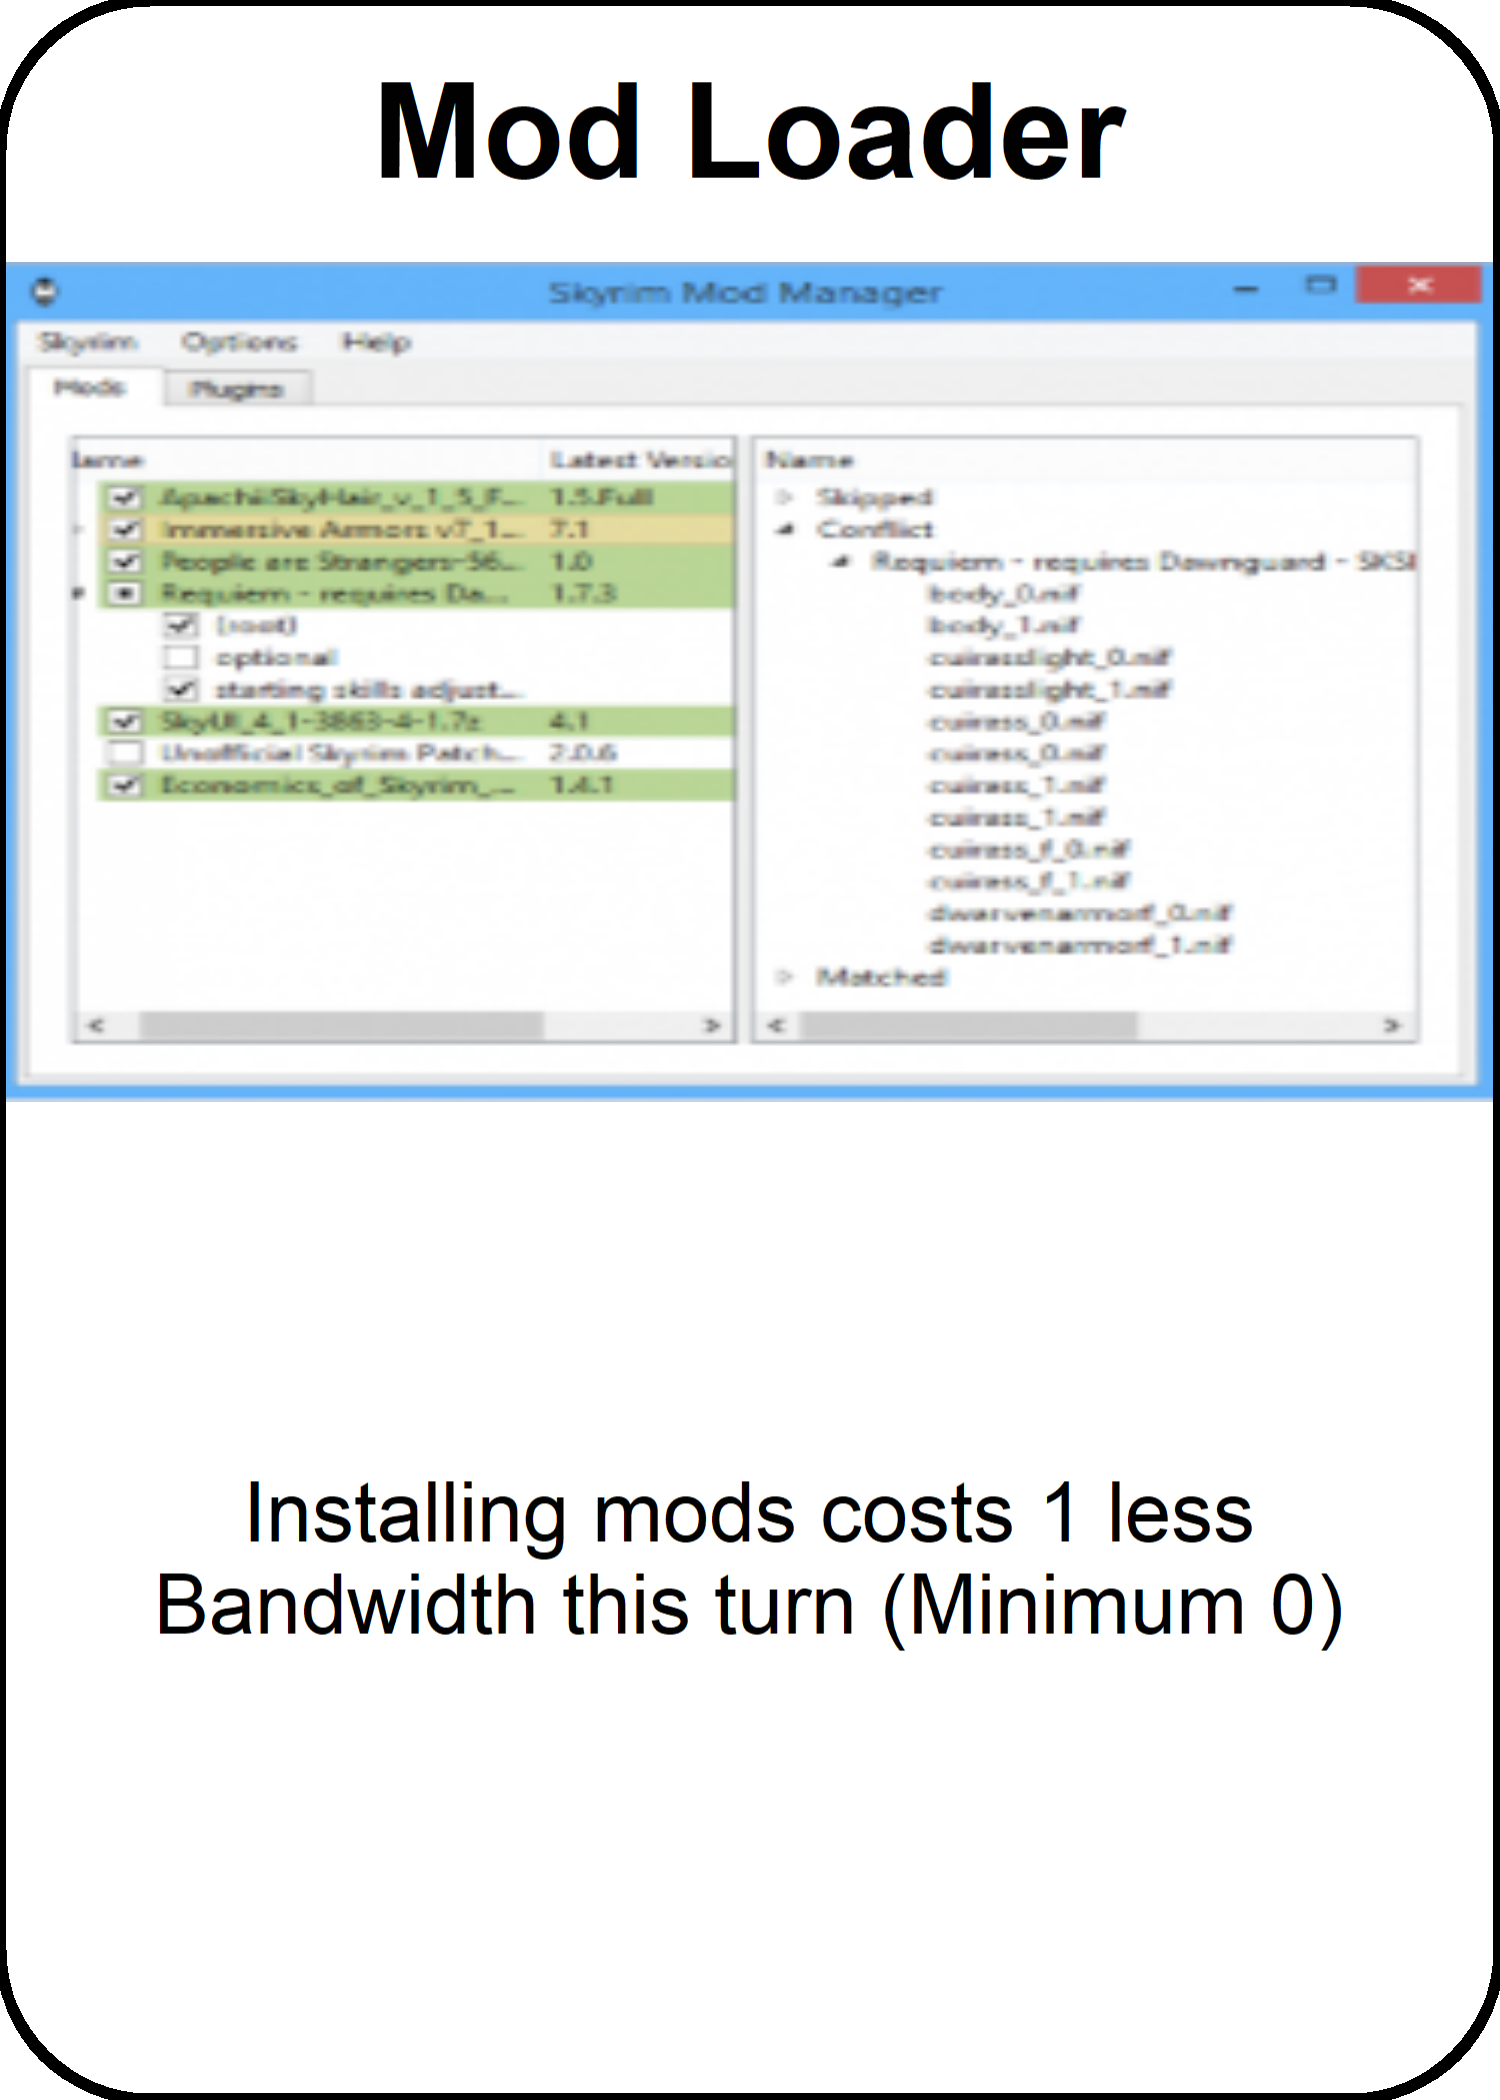 Mod Loader
Skyrim Mod Manager
Skyrim Options Help
Mods Plugins
lame Latest Versio
ApachiiSkyHair_v_1_5_F... 1.5.Full
Immersive Armors v7_1... 7.1
People are Strangers-56... 1.0
Requiem - requires Da... 1.7.3
(root)
optional
starting skills adjust...
SkyUI_4_1-3863-4-1.7z 4.1
Unofficial Skyrim Patch... 2.0.6
Economics_of_Skyrim_... 1.4.1
Name
Skipped
Conflict
Requiem - requires Dawnguard - SKSE
body_0.nif
body_1.nif
cuirasslight_0.nif
cuirasslight_1.nif
cuirass_0.nif
cuirass_0.nif
cuirass_1.nif
cuirass_1.nif
cuirass_f_0.nif
cuirass_f_1.nif
dwarvenarmorf_0.nif
dwarvenarmorf_1.nif
Matched
Installing mods costs 1 less
Bandwidth this turn (Minimum 0)